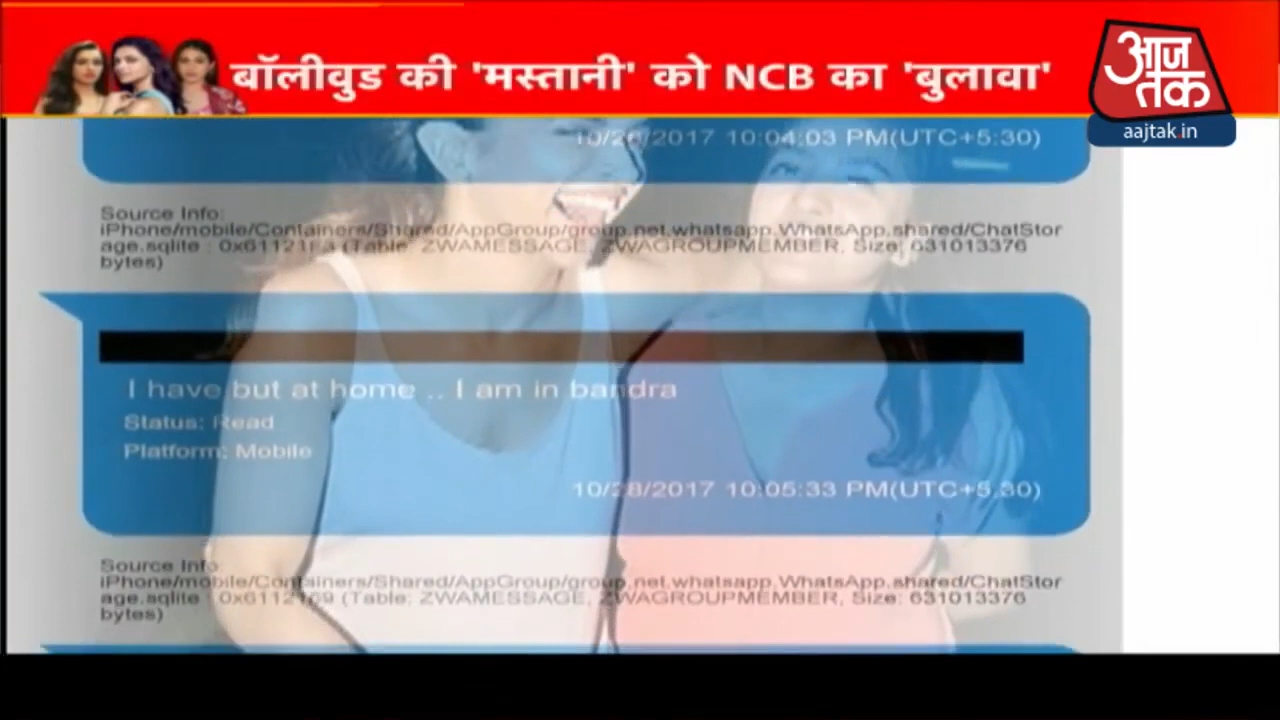 बॉलीवुड की 'मस्तानी' को NCB का 'बुलावा'
आज
तक
aajtak.in
10/28/2017 10:04:03 PM(UTC+5:30)
Source Info:
iPhone/mobile/Containers/Shared/AppGroup/group.net.whatsapp.WhatsApp.shared/ChatStor
age.sqlite : (Table: ZWAMESSAGE, ZWAGROUPMEMBER, Size: 631013376
bytes)
I have but at home .. I am in bandra
Status: Read
Platform: Mobile
10/28/2017 10:05:33 PM(UTC+5:30)
Source Info:
iPhone/mobile/Containers/Shared/AppGroup/group.net.whatsapp.WhatsApp.shared/ChatStor
age.sqlite : (Table: ZWAMESSAGE, ZWAGROUPMEMBER, Size: 631013376
bytes)